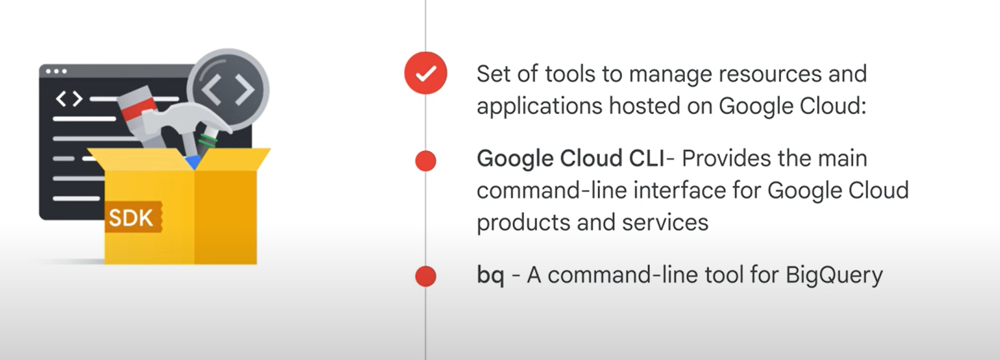 SDK
Set of tools to manage resources and
applications hosted on Google Cloud:
Google Cloud CLI- Provides the main
command-line interface for Google Cloud
products and services
bq - A command-line tool for BigQuery